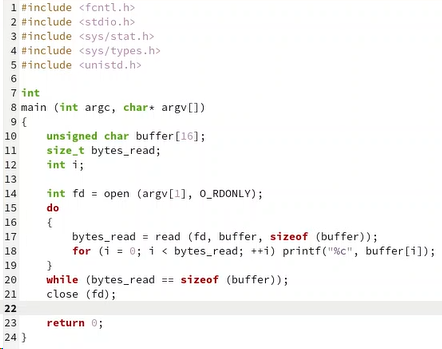 1 #include <fcntl.h>
2 #include <stdio.h>
3 #include <sys/stat.h>
4 #include <sys/types.h>
5 #include <unistd.h>
6
7 int
8 main (int argc, char* argv[])
9 {
10     unsigned char buffer[16];
11     size_t bytes_read;
12     int i;
13
14     int fd = open (argv[1], O_RDONLY);
15     do
16     {
17         bytes_read = read (fd, buffer, sizeof (buffer));
18         for (i = 0; i < bytes_read; ++i) printf("%c", buffer[i]);
19     }
20     while (bytes_read == sizeof (buffer));
21     close (fd);
22
23     return 0;
24 }